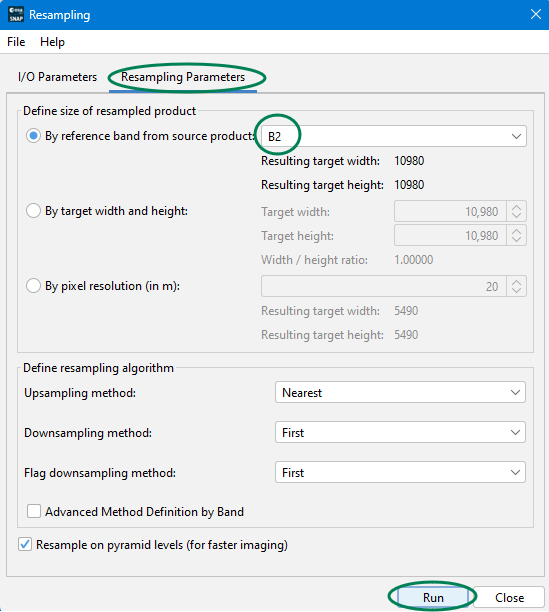 esa
SNAP
Resampling
File Help
I/O Parameters Resampling Parameters
Define size of resampled product
By reference band from source product: B2
Resulting target width: 10980
Resulting target height: 10980
By target width and height: Target width: 10,980
Target height: 10,980
Width / height ratio: 1.00000
By pixel resolution (in m): 20
Resulting target width: 5490
Resulting target height: 5490
Define resampling algorithm
Upsampling method: Nearest
Downsampling method: First
Flag downsampling method: First
Advanced Method Definition by Band
Resample on pyramid levels (for faster imaging)
Run Close